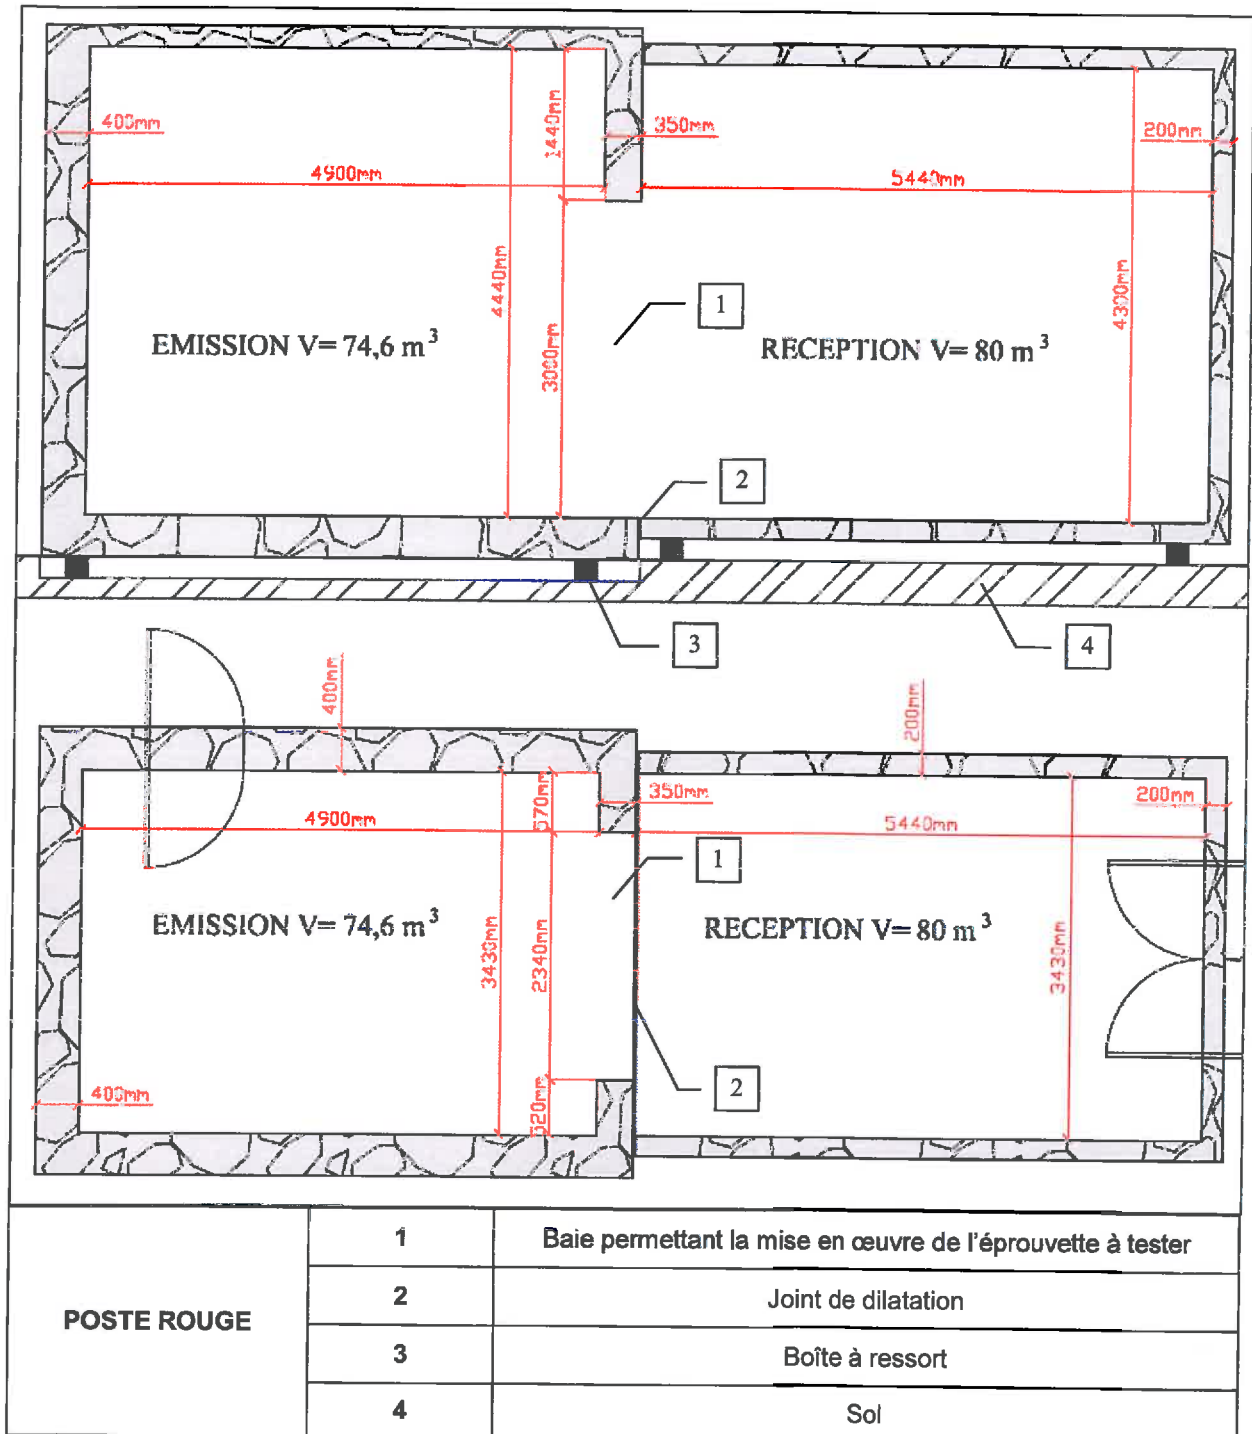 400mm
1440mm
350mm
200mm
4900mm
5440mm
4440mm
4300mm
3000mm
1
EMISSION V= 74,6 m³
RECEPTION V= 80 m³
2
3
4
400mm
200mm
570mm
350mm
200mm
4900mm
5440mm
1
EMISSION V= 74,6 m³
RECEPTION V= 80 m³
3430mm
2340mm
3430mm
2
400mm
520mm
POSTE ROUGE
1 Baie permettant la mise en œuvre de l'éprouvette à tester
2 Joint de dilatation
3 Boîte à ressort
4 Sol